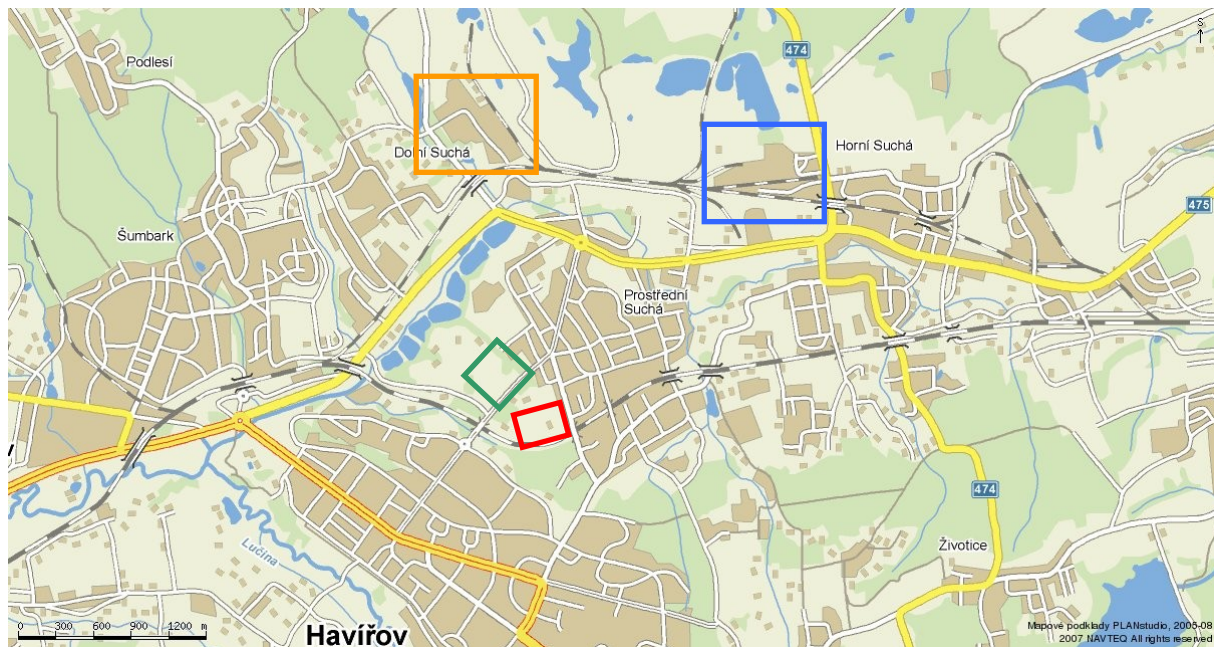 S
474
Podlesí
Dolní Suchá
Horní Suchá
475
Šumbark
Prostřední
Suchá
474
Životice
Lučina
0 300 600 900 1200 m
Havířov
Mapové podklady PLANstudio, 2005-08
2007 NAVTEQ All rights reserved